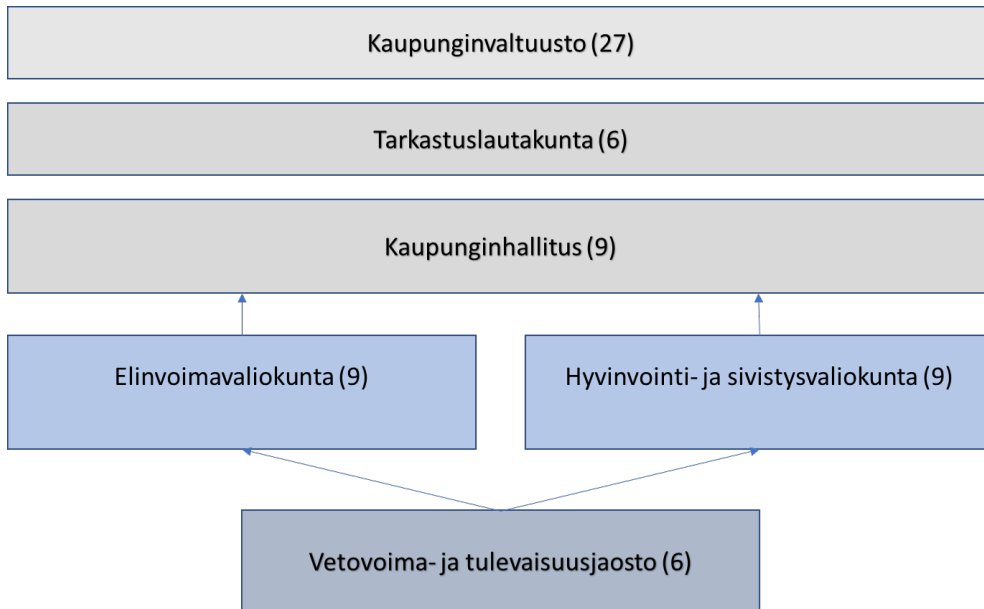 Kaupunginvaltuusto (27)
Tarkastuslautakunta (6)
Kaupunginhallitus (9)
Elinvoimavaliokunta (9)
Hyvinvointi- ja sivistysvaliokunta (9)
Vetovoima- ja tulevaisuusjaosto (6)